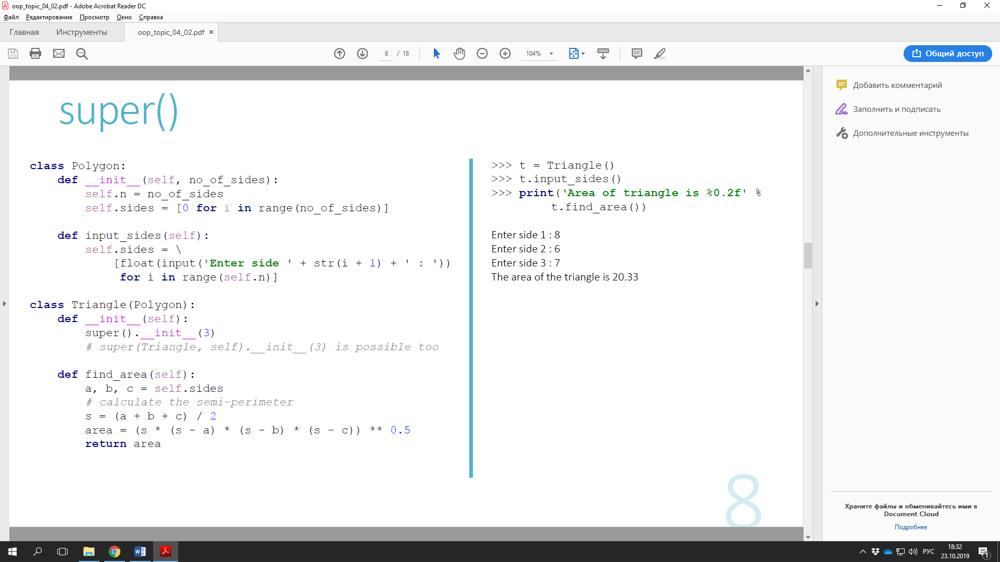 oop_topic_04_02.pdf - Adobe Acrobat Reader DC
Файл Редактирование Просмотр Окно Справка
Главная Инструменты oop_topic_04_02.pdf ×
8 / 18 104% Общий доступ
super()
class Polygon:
    def __init__(self, no_of_sides):
        self.n = no_of_sides
        self.sides = [0 for i in range(no_of_sides)]
    def input_sides(self):
        self.sides = \
            [float(input('Enter side ' + str(i + 1) + ' : '))
             for i in range(self.n)]
class Triangle(Polygon):
    def __init__(self):
        super().__init__(3)
        # super(Triangle, self).__init__(3) is possible too
    def find_area(self):
        a, b, c = self.sides
        # calculate the semi-perimeter
        s = (a + b + c) / 2
        area = (s * (s - a) * (s - b) * (s - c)) ** 0.5
        return area
>>> t = Triangle()
>>> t.input_sides()
>>> print(‘Area of triangle is %0.2f' %
        t.find_area())
Enter side 1 : 8
Enter side 2 : 6
Enter side 3 : 7
The area of the triangle is 20.33
8
Добавить комментарий
Заполнить и подписать
Дополнительные инструменты
Храните файлы и обменивайтесь ими в
Document Cloud
Подробнее
РУС
18:32
23.10.2019
1